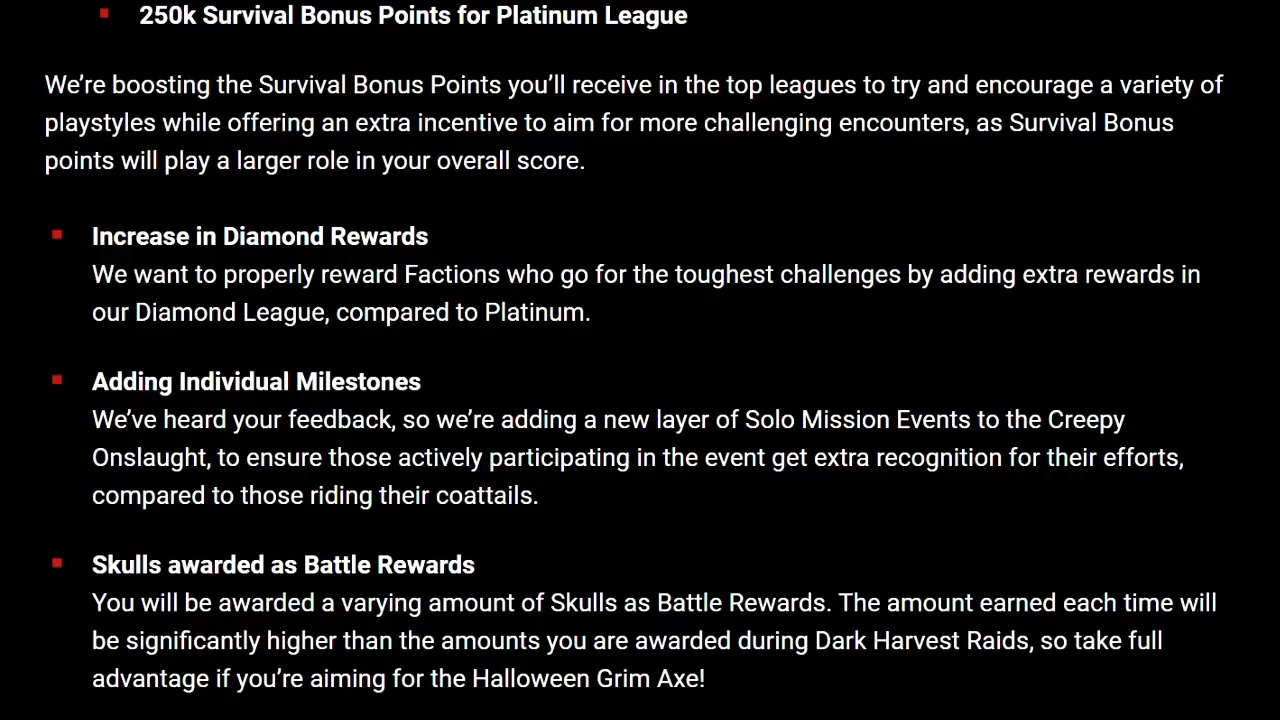 250k Survival Bonus Points for Platinum League
We’re boosting the Survival Bonus Points you’ll receive in the top leagues to try and encourage a variety of
playstyles while offering an extra incentive to aim for more challenging encounters, as Survival Bonus
points will play a larger role in your overall score.
Increase in Diamond Rewards
We want to properly reward Factions who go for the toughest challenges by adding extra rewards in
our Diamond League, compared to Platinum.
Adding Individual Milestones
We’ve heard your feedback, so we’re adding a new layer of Solo Mission Events to the Creepy
Onslaught, to ensure those actively participating in the event get extra recognition for their efforts,
compared to those riding their coattails.
Skulls awarded as Battle Rewards
You will be awarded a varying amount of Skulls as Battle Rewards. The amount earned each time will
be significantly higher than the amounts you are awarded during Dark Harvest Raids, so take full
advantage if you’re aiming for the Halloween Grim Axe!